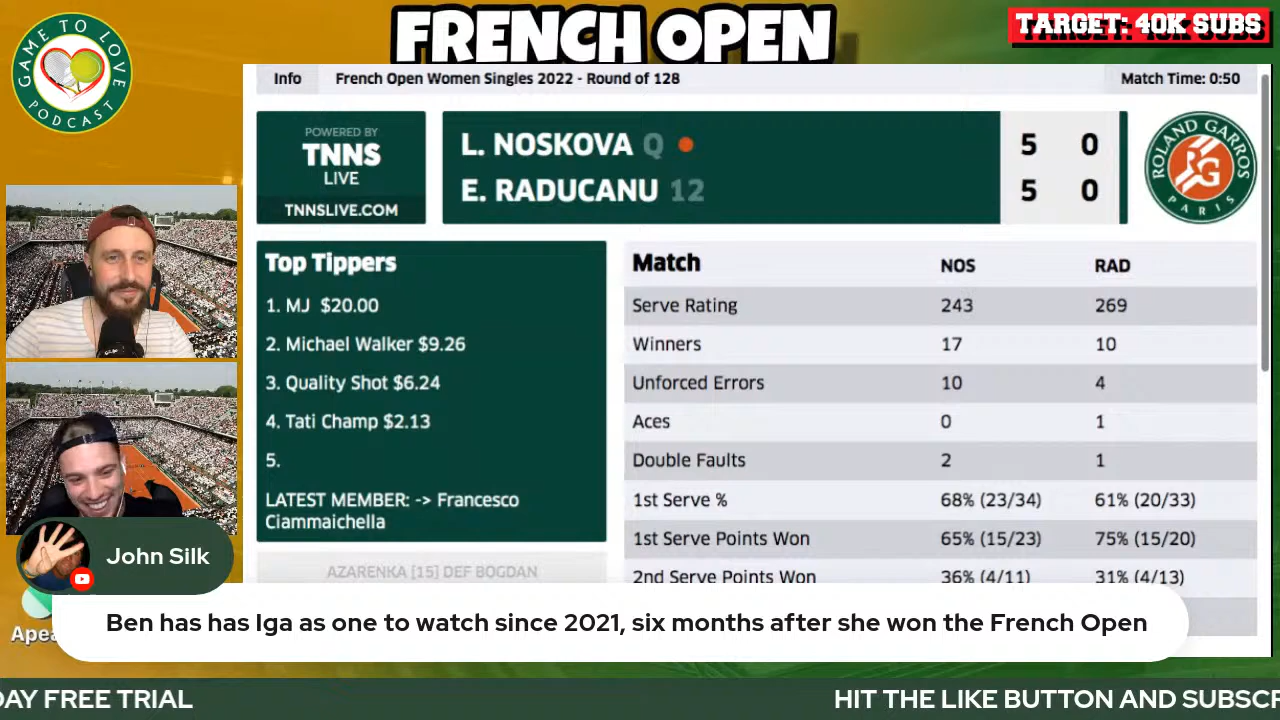 FRENCH OPEN
TARGET: 40K SUBS
GAME TO LOVE
PODCAST
Info French Open Women Singles 2022 - Round of 128 Match Time: 0:50
POWERED BY
TNNS
LIVE
TNNSLIVE.COM
L. NOSKOVA Q 5 0
E. RADUCANU 12 5 0
ROLAND GARROS
RG
PARIS
Top Tippers
1. MJ $20.00
2. Michael Walker $9.26
3. Quality Shot $6.24
4. Tati Champ $2.13
5.
LATEST MEMBER: -> Francesco
Ciammaichella
AZARENKA [15] DEF BOGDAN
Match NOS RAD
Serve Rating 243 269
Winners 17 10
Unforced Errors 10 4
Aces 0 1
Double Faults 2 1
1st Serve % 68% (23/34) 61% (20/33)
1st Serve Points Won 65% (15/23) 75% (15/20)
2nd Serve Points Won 36% (4/11) 31% (4/13)
John Silk
Ben has has Iga as one to watch since 2021, six months after she won the French Open
DAY FREE TRIAL
HIT THE LIKE BUTTON AND SUBSC